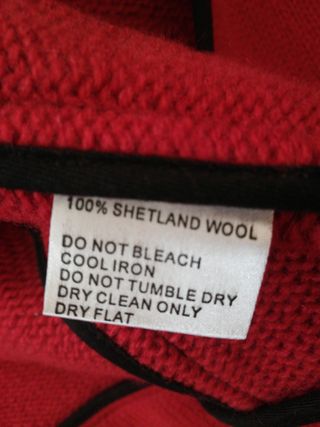 100% SHETLAND WOOL
DO NOT BLEACH
COOL IRON
DO NOT TUMBLE DRY
DRY CLEAN ONLY
DRY FLAT